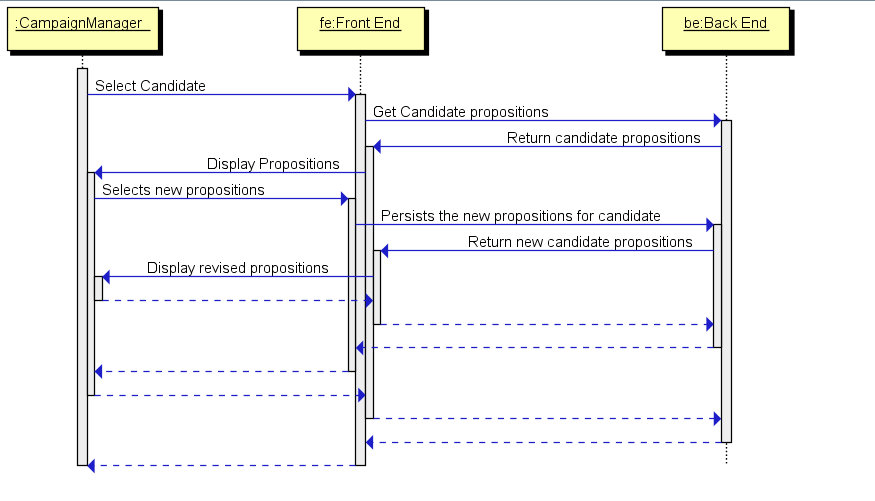 :CampaignManager
fe:Front End
be:Back End
Select Candidate
Get Candidate propositions
Return candidate propositions
Display Propositions
Selects new propositions
Persists the new propositions for candidate
Return new candidate propositions
Display revised propositions